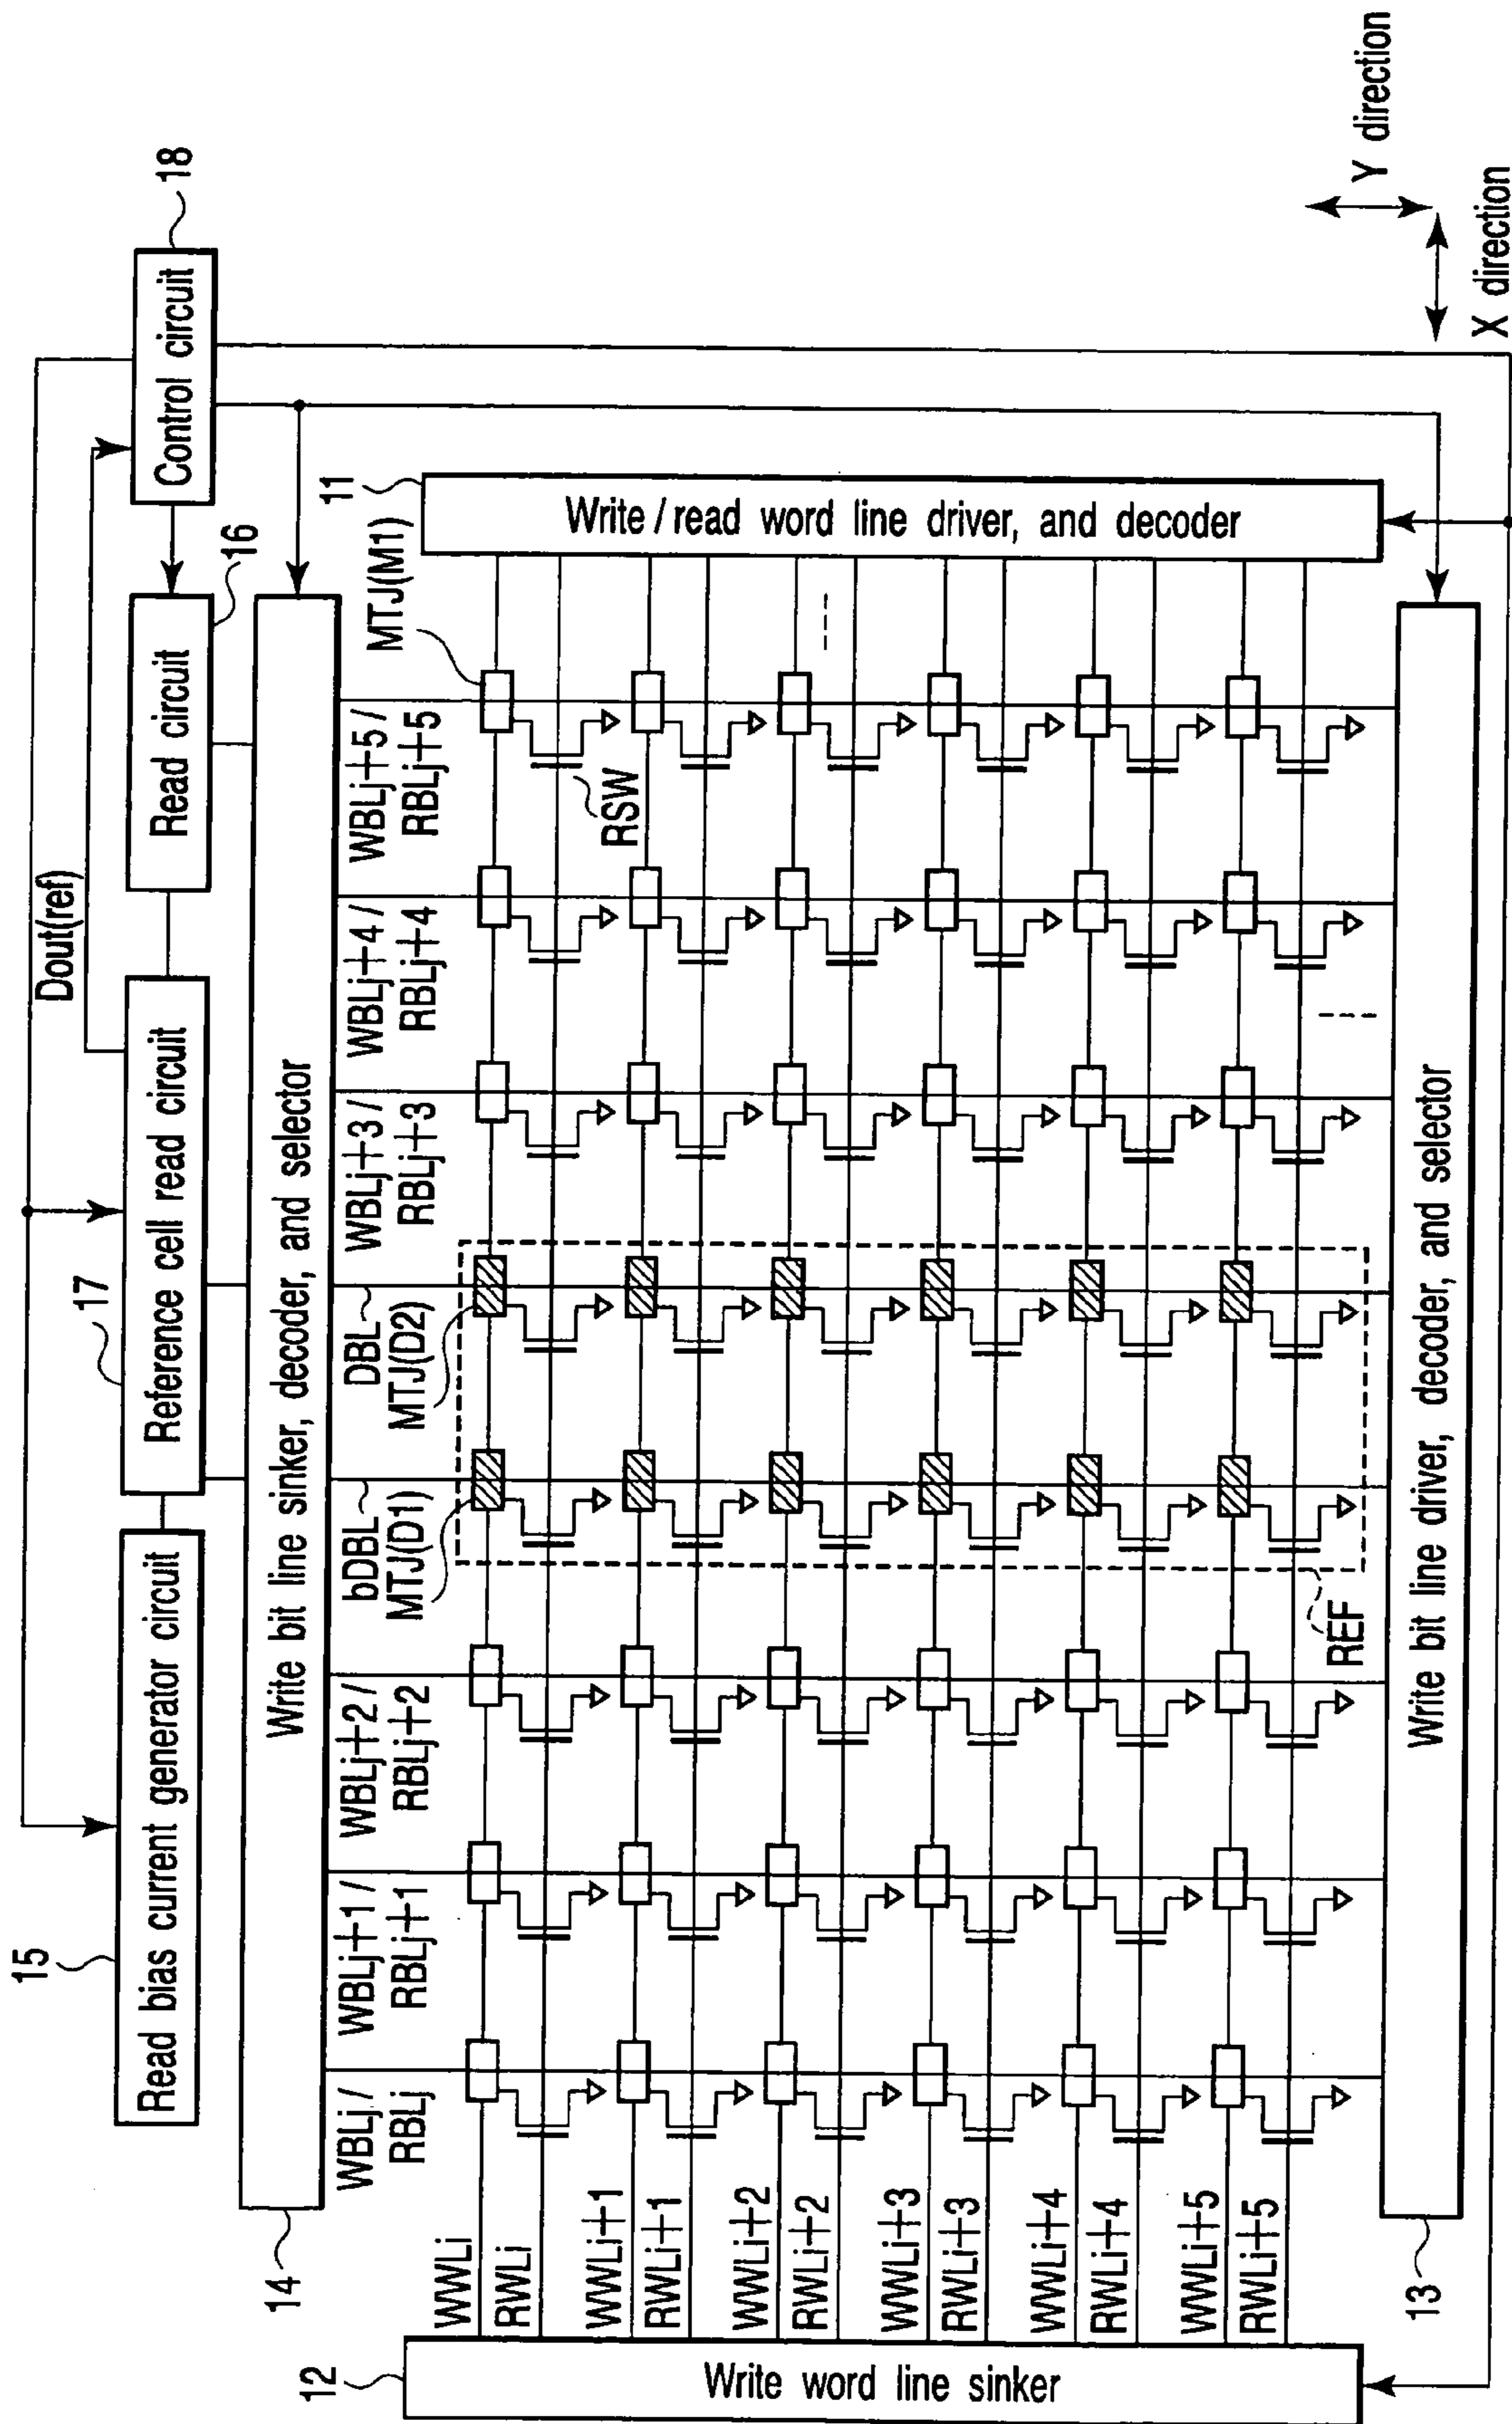 15
Read bias current generator circuit
17
Reference cell read circuit
Dout(ref)
16
Read circuit
18
Control circuit
14
Write bit line sinker, decoder, and selector
WBLj /
RBLj
WBLj+1 /
RBLj+1
WBLj+2 /
RBLj+2
bDBL
MTJ(D1)
DBL
MTJ(D2)
WBLj+3 /
RBLj+3
WBLj+4 /
RBLj+4
WBLj+5 /
RBLj+5
MTJ(M1)
RSW
11
Write / read word line driver, and decoder
12
Write word line sinker
WWLi
RWLi
WWLi+1
RWLi+1
WWLi+2
RWLi+2
WWLi+3
RWLi+3
WWLi+4
RWLi+4
WWLi+5
RWLi+5
REF
13
Write bit line driver, decoder, and selector
Y direction
X direction